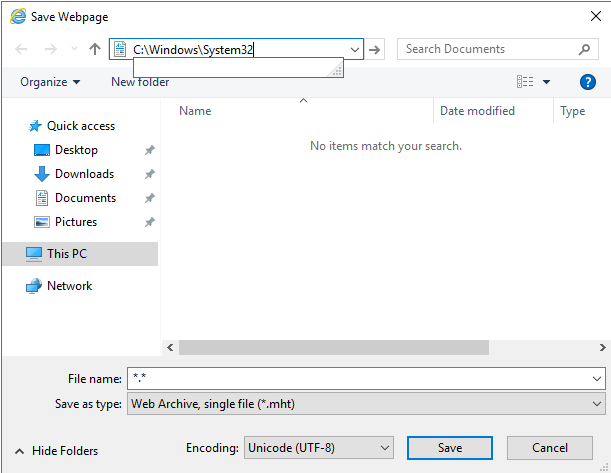 Save Webpage
C:\Windows\System32
Search Documents
Organize
New folder
?
Name
Date modified
Type
Quick access
Desktop
Downloads
Documents
Pictures
This PC
Network
No items match your search.
File name: *.*
Save as type: Web Archive, single file (*.mht)
Hide Folders
Encoding: Unicode (UTF-8)
Save
Cancel